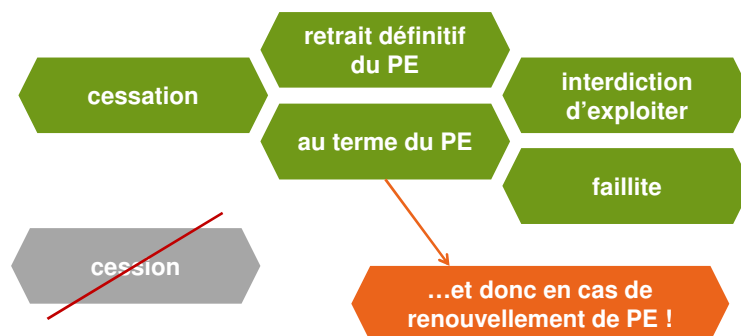 retrait définitif
du PE
cessation
interdiction
d'exploiter
au terme du PE
faillite
cession
…et donc en cas de
renouvellement de PE !